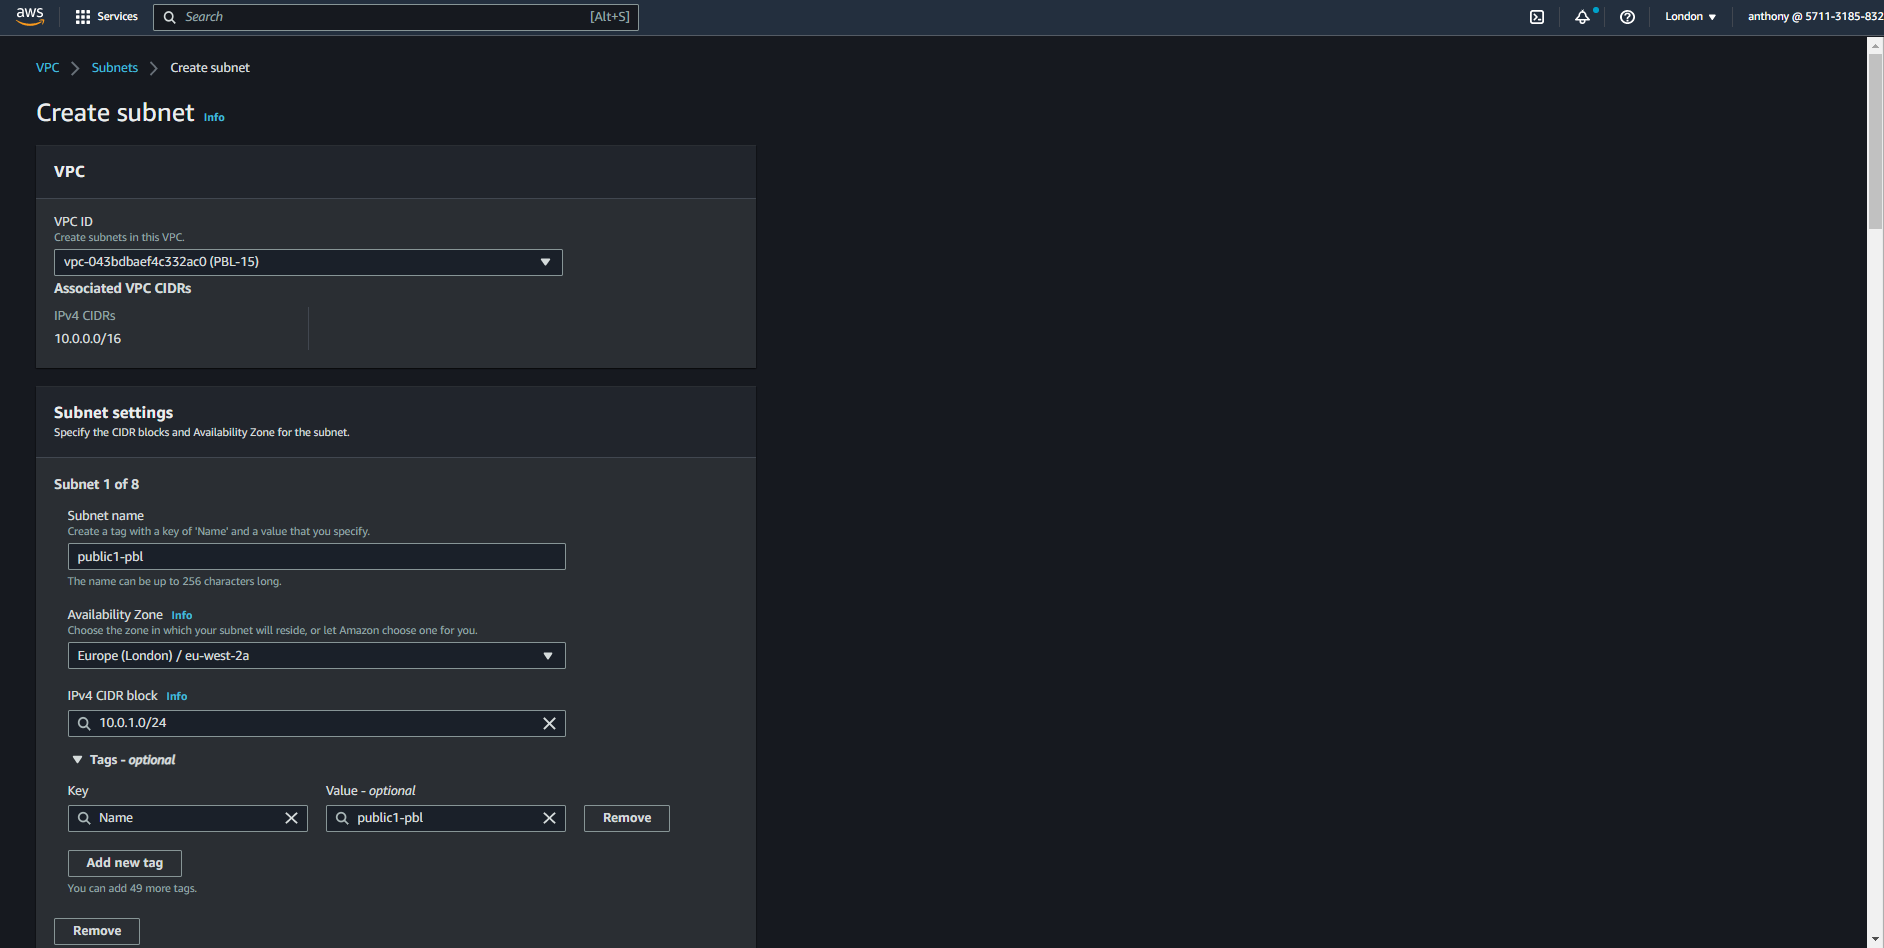 aws
Services
Search
[Alt+S]
London
anthony @ 5711-3185-832
VPC
Subnets
Create subnet
Create subnet
Info
VPC
VPC ID
Create subnets in this VPC.
vpc-043bdbaef4c332ac0 (PBL-15)
Associated VPC CIDRs
IPv4 CIDRs
10.0.0.0/16
Subnet settings
Specify the CIDR blocks and Availability Zone for the subnet.
Subnet 1 of 8
Subnet name
Create a tag with a key of 'Name' and a value that you specify.
public1-pbl
The name can be up to 256 characters long.
Availability Zone Info
Choose the zone in which your subnet will reside, or let Amazon choose one for you.
Europe (London) / eu-west-2a
IPv4 CIDR block Info
10.0.1.0/24
Tags - optional
Key
Value - optional
Name
public1-pbl
Remove
Add new tag
You can add 49 more tags.
Remove